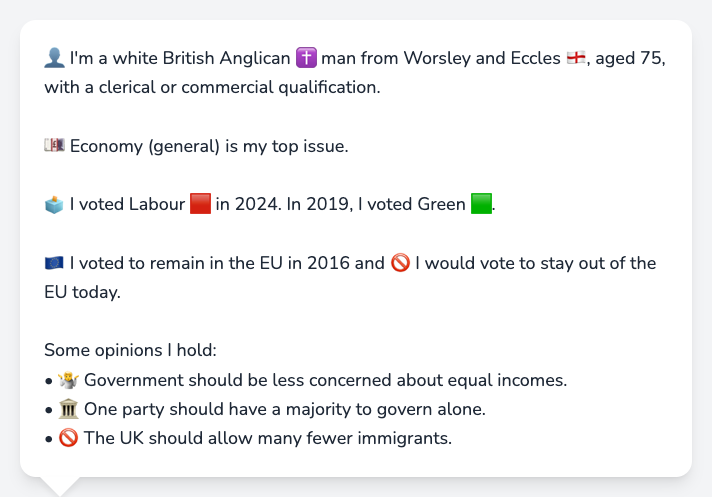 👤 I'm a white British Anglican ✝️ man from Worsley and Eccles 🏴󠁧󠁢󠁥󠁮󠁧󠁿, aged 75,
with a clerical or commercial qualification.
💷 Economy (general) is my top issue.
🗳️ I voted Labour 🟥 in 2024. In 2019, I voted Green 🟩.
🇪🇺 I voted to remain in the EU in 2016 and 🚫 I would vote to stay out of the
EU today.
Some opinions I hold:
• 🤷 Government should be less concerned about equal incomes.
• 🏛️ One party should have a majority to govern alone.
• 🚫 The UK should allow many fewer immigrants.